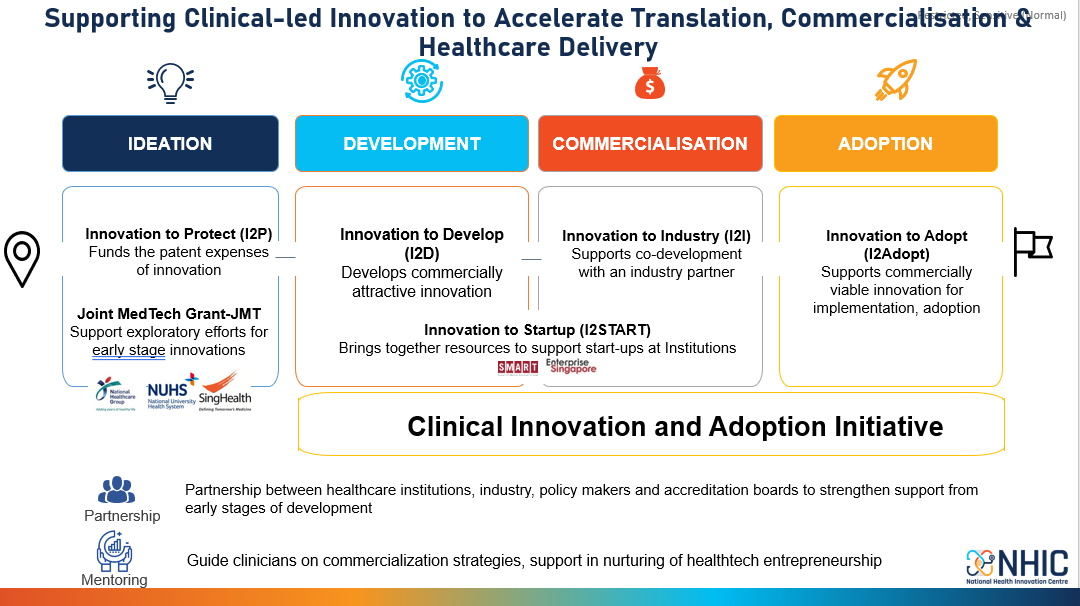 Supporting Clinical-led Innovation to Accelerate Translation, Commercialisation &
Restricted, Sensitive (Normal)
Healthcare Delivery
IDEATION
DEVELOPMENT
COMMERCIALISATION
ADOPTION
Innovation to Protect (I2P)
Funds the patent expenses
of innovation
Joint MedTech Grant-JMT
Support exploratory efforts for
early stage innovations
National
Healthcare
Group
Adding years of healthy life
NUHS
National University
Health System
SingHealth
Defining Tomorrow's Medicine
Innovation to Develop
(I2D)
Develops commercially
attractive innovation
Innovation to Industry (I2I)
Supports co-development
with an industry partner
Innovation to Startup (I2START)
Brings together resources to support start-ups at Institutions
SMART
Enterprise
Singapore
Innovation to Adopt
(I2Adopt)
Supports commercially
viable innovation for
implementation, adoption
Clinical Innovation and Adoption Initiative
Partnership
Partnership between healthcare institutions, industry, policy makers and accreditation boards to strengthen support from
early stages of development
Mentoring
Guide clinicians on commercialization strategies, support in nurturing of healthtech entrepreneurship
NHIC
National Health Innovation Centre